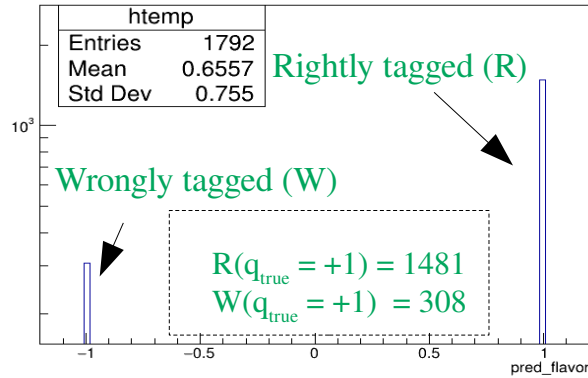 htemp
Entries 1792
Mean 0.6557
Std Dev 0.755
Rightly tagged (R)
10³
Wrongly tagged (W)
R(q_true = +1) = 1481
W(q_true = +1) = 308
−1 −0.5 0 0.5 1
pred_flavor